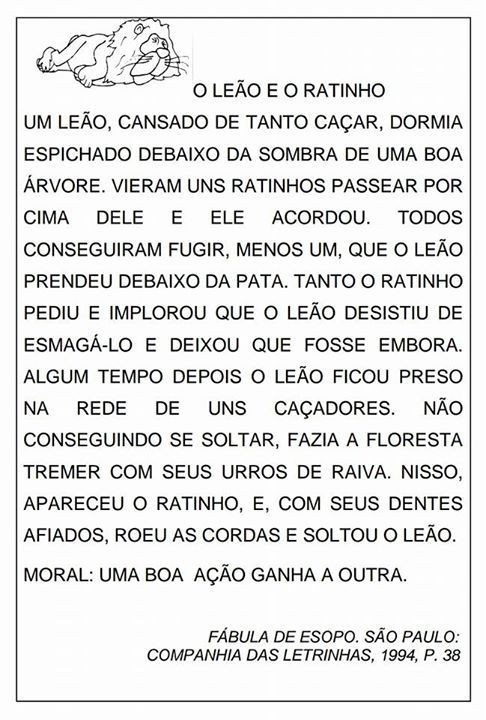 O LEÃO E O RATINHO
UM LEÃO, CANSADO DE TANTO CAÇAR, DORMIA
ESPICHADO DEBAIXO DA SOMBRA DE UMA BOA
ÁRVORE. VIERAM UNS RATINHOS PASSEAR POR
CIMA DELE E ELE ACORDOU. TODOS
CONSEGUIRAM FUGIR, MENOS UM, QUE O LEÃO
PRENDEU DEBAIXO DA PATA. TANTO O RATINHO
PEDIU E IMPLOROU QUE O LEÃO DESISTIU DE
ESMAGÁ-LO E DEIXOU QUE FOSSE EMBORA.
ALGUM TEMPO DEPOIS O LEÃO FICOU PRESO
NA REDE DE UNS CAÇADORES. NÃO
CONSEGUINDO SE SOLTAR, FAZIA A FLORESTA
TREMER COM SEUS URROS DE RAIVA. NISSO,
APARECEU O RATINHO, E, COM SEUS DENTES
AFIADOS, ROEU AS CORDAS E SOLTOU O LEÃO.
MORAL: UMA BOA AÇÃO GANHA A OUTRA.
FÁBULA DE ESOPO. SÃO PAULO:
COMPANHIA DAS LETRINHAS, 1994, P. 38